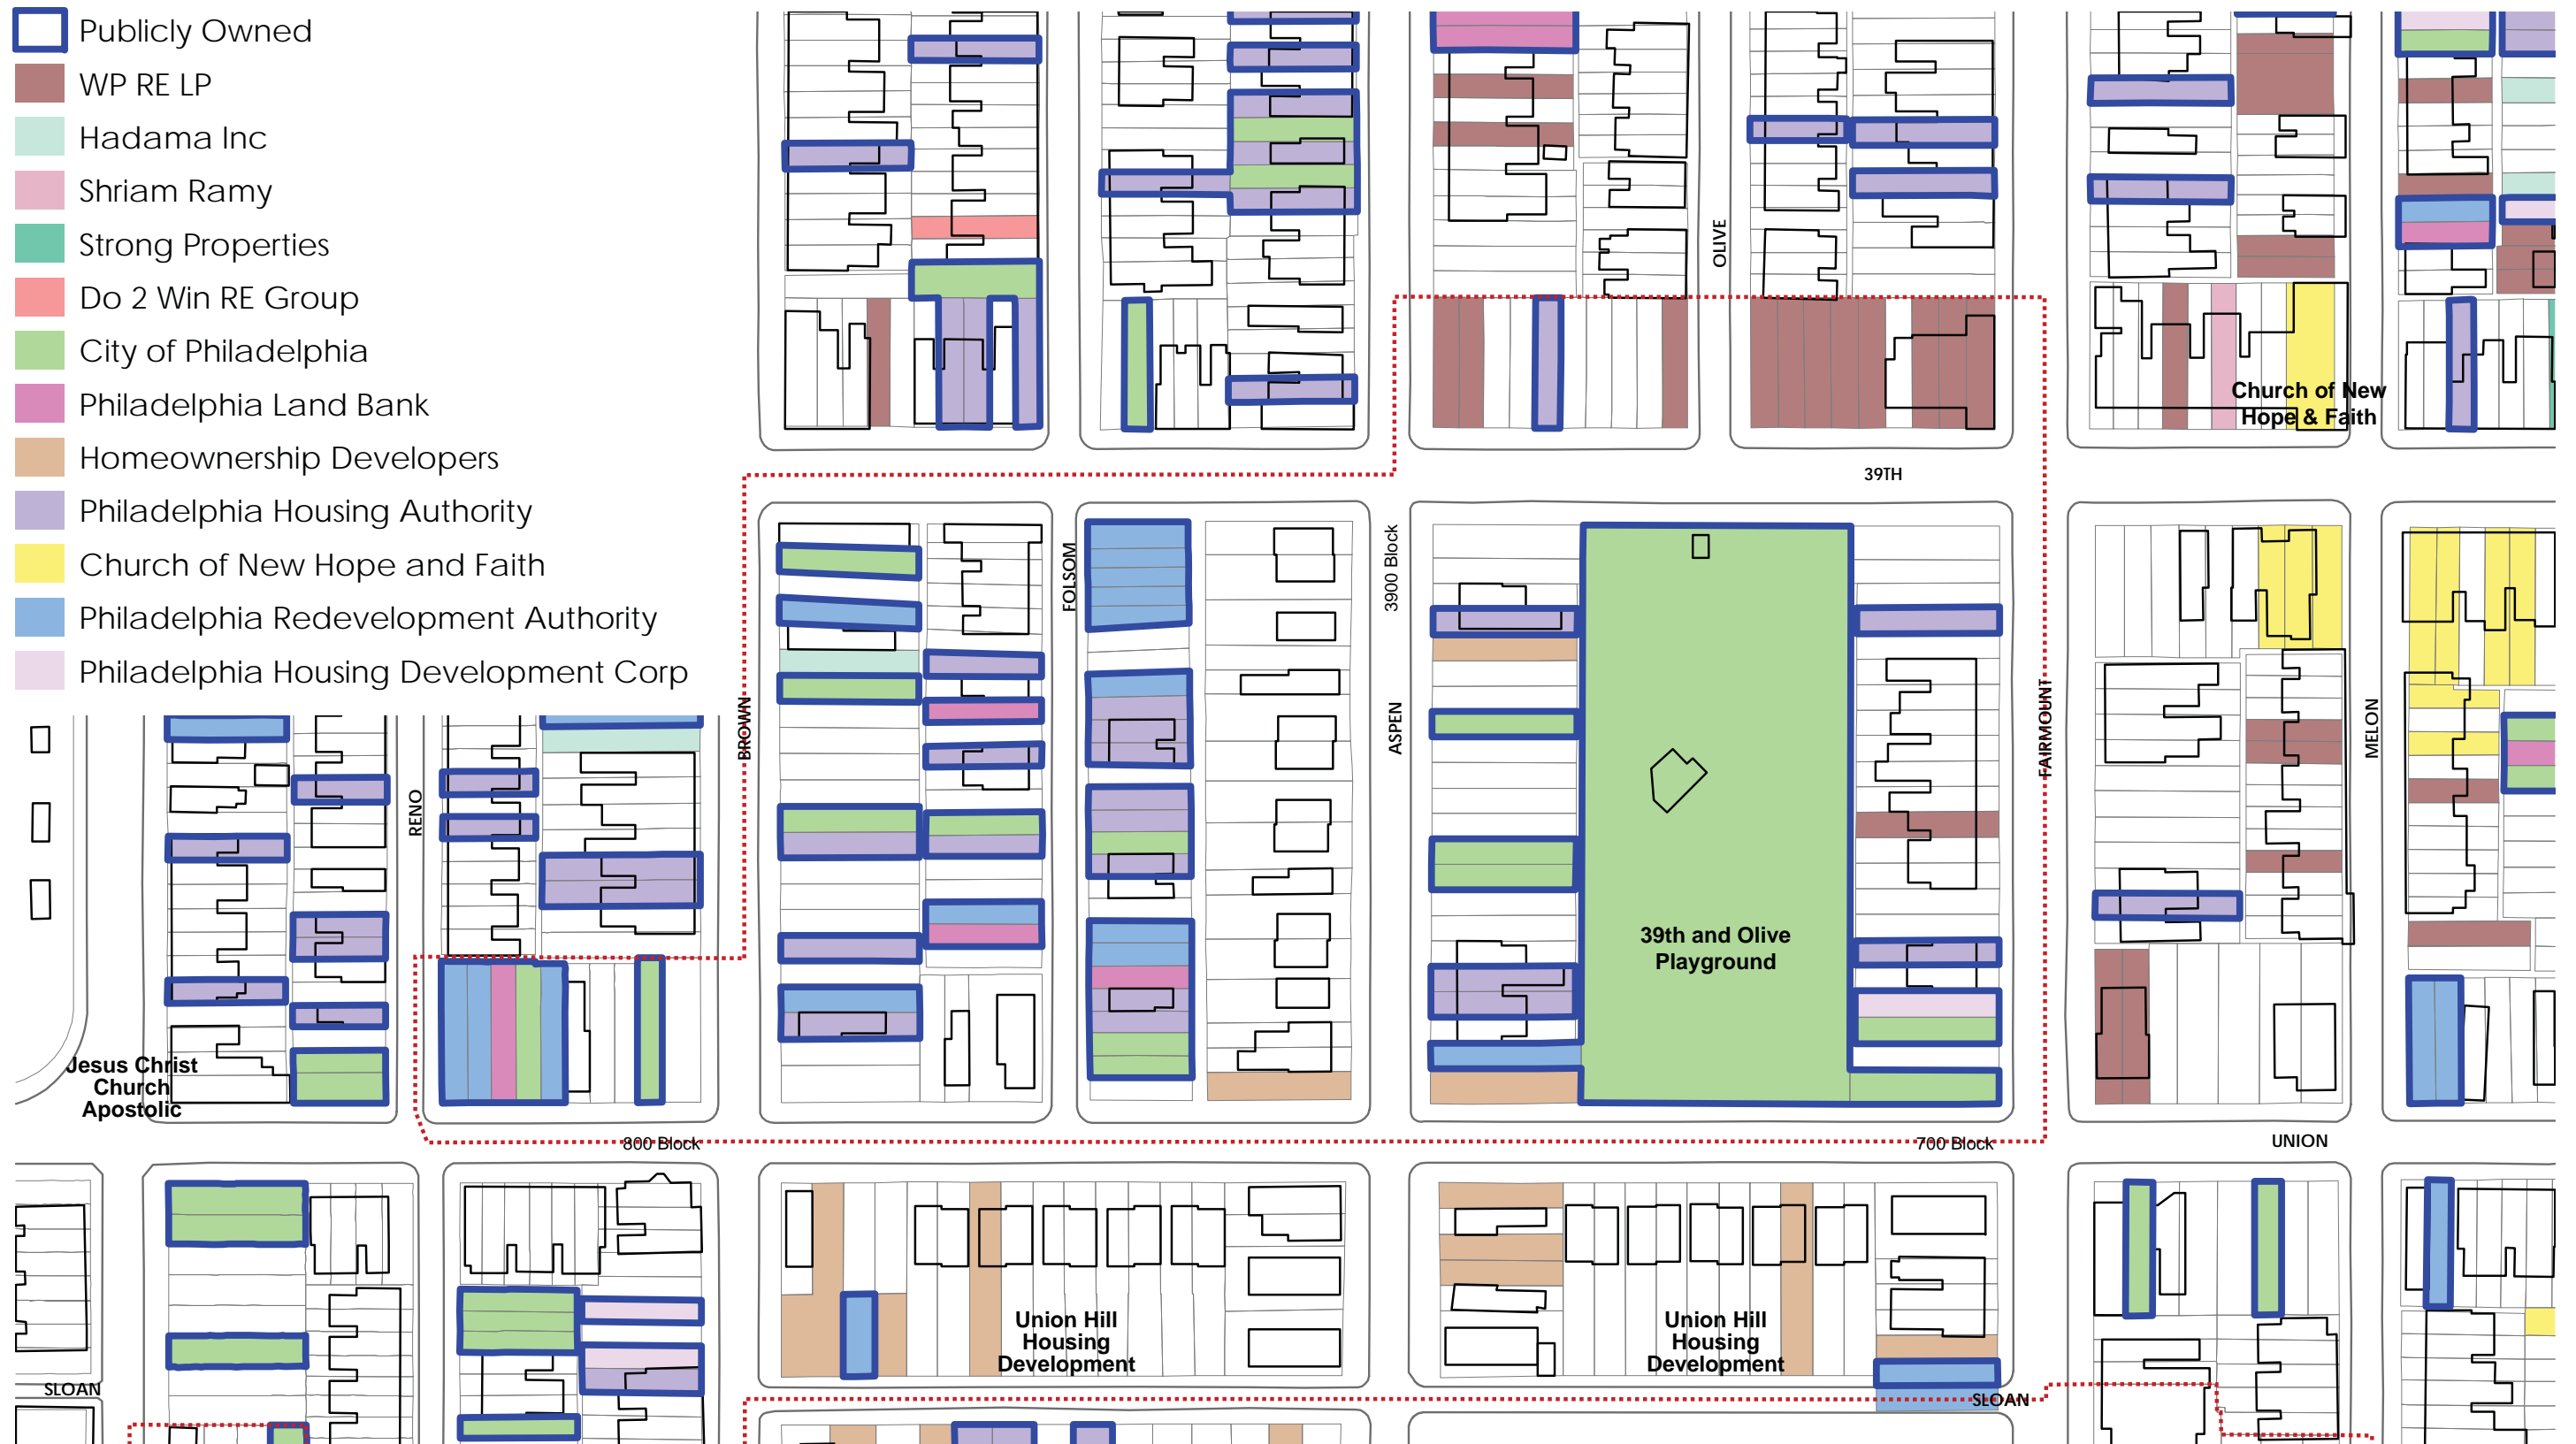 Publicly Owned
WP RE LP
Hadama Inc
Shriam Ramy
Strong Properties
Do 2 Win RE Group
City of Philadelphia
Philadelphia Land Bank
Homeownership Developers
Philadelphia Housing Authority
Church of New Hope and Faith
Philadelphia Redevelopment Authority
Philadelphia Housing Development Corp
OLIVE
Church of New
Hope & Faith
39TH
FOLSOM
3900 Block
BROWN
ASPEN
FAIRMOUNT
MELON
RENO
39th and Olive
Playground
Jesus Christ
Church
Apostolic
800 Block
700 Block
UNION
Union Hill
Housing
Development
Union Hill
Housing
Development
SLOAN
SLOAN